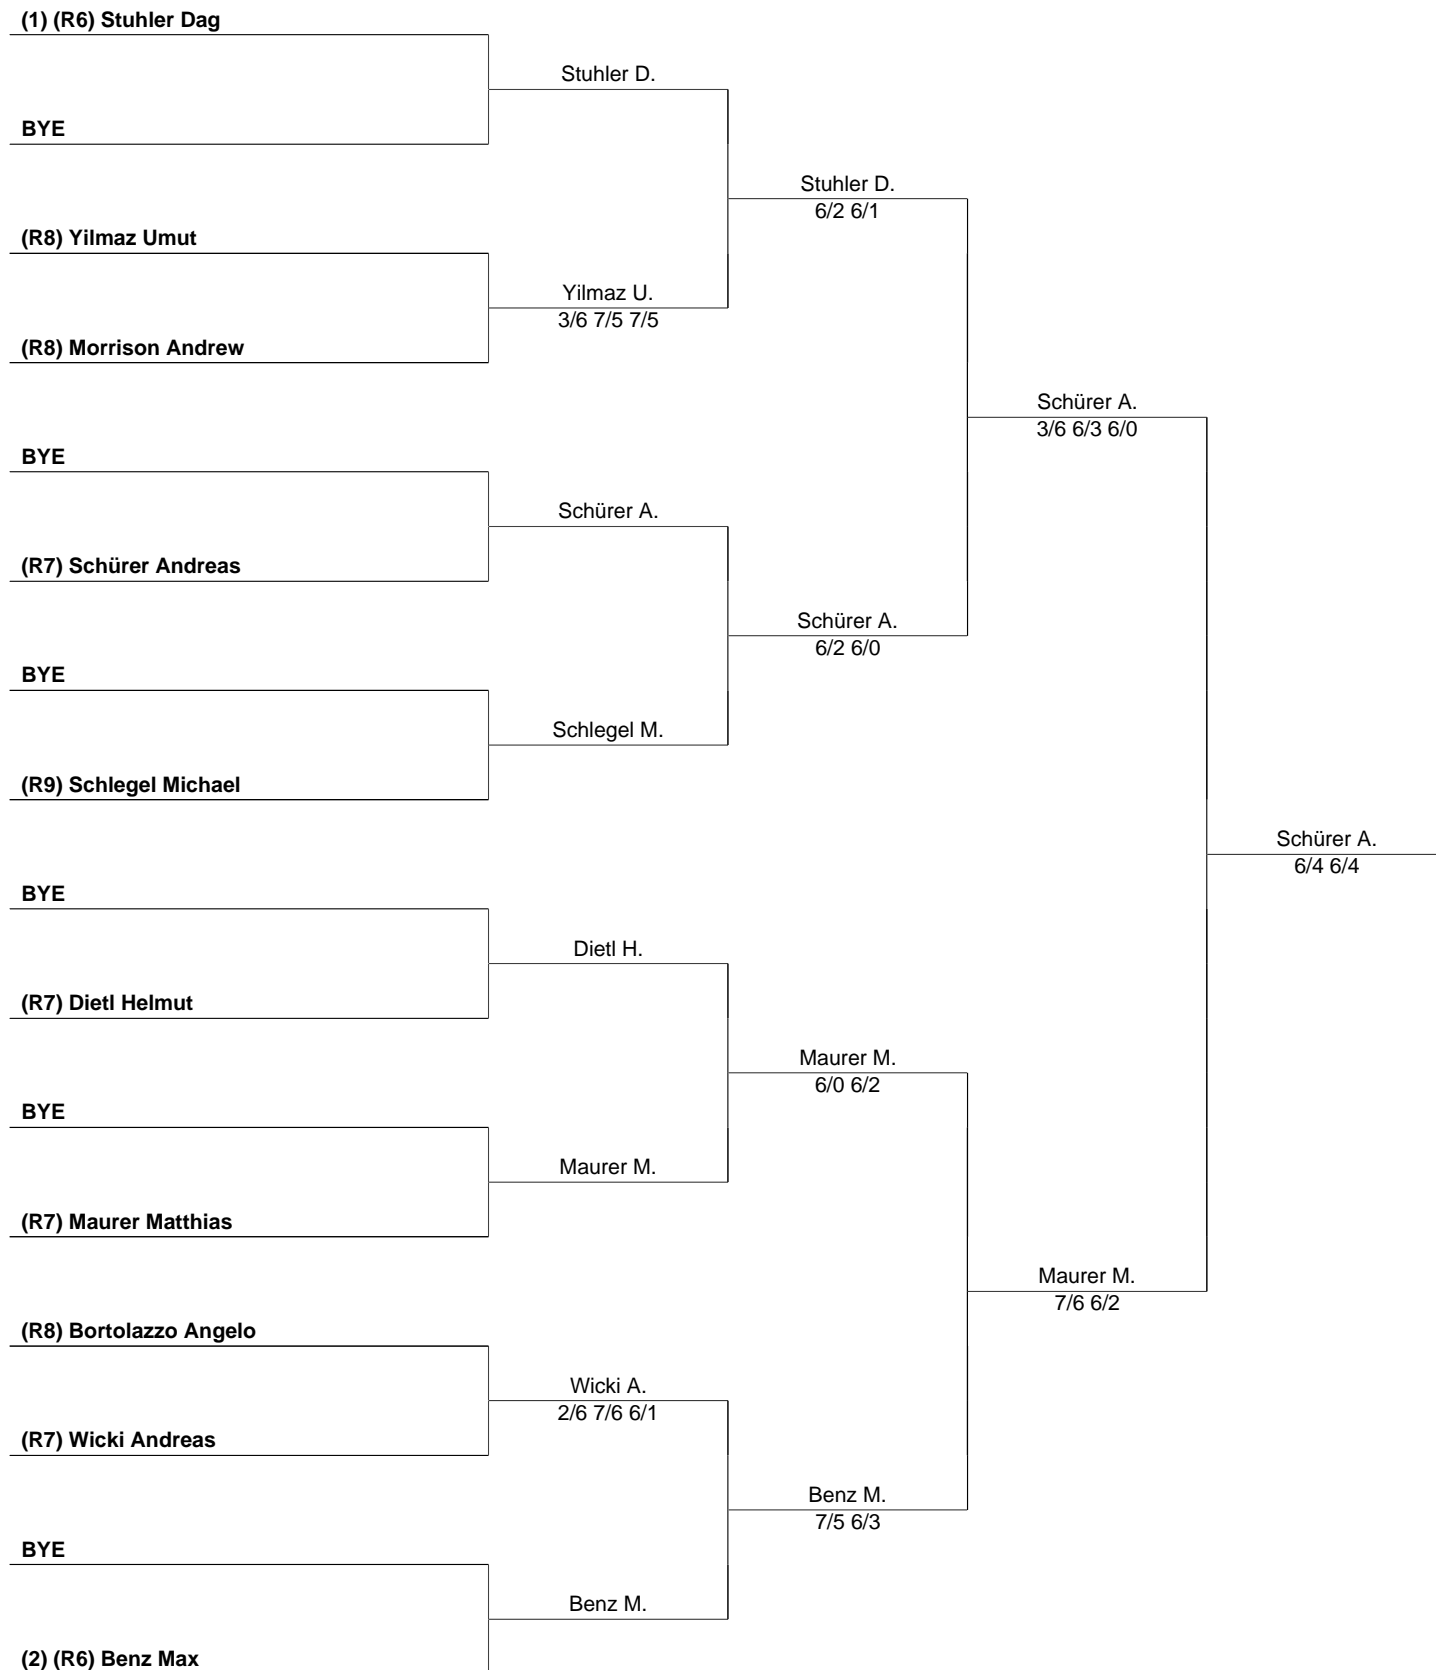 (1) (R6) Stuhler Dag
Stuhler D.
BYE
Stuhler D.
6/2 6/1
(R8) Yilmaz Umut
Yilmaz U.
3/6 7/5 7/5
(R8) Morrison Andrew
Schürer A.
3/6 6/3 6/0
BYE
Schürer A.
(R7) Schürer Andreas
Schürer A.
6/2 6/0
BYE
Schlegel M.
(R9) Schlegel Michael
Schürer A.
6/4 6/4
BYE
Dietl H.
(R7) Dietl Helmut
Maurer M.
6/0 6/2
BYE
Maurer M.
(R7) Maurer Matthias
Maurer M.
7/6 6/2
(R8) Bortolazzo Angelo
Wicki A.
2/6 7/6 6/1
(R7) Wicki Andreas
Benz M.
7/5 6/3
BYE
Benz M.
(2) (R6) Benz Max